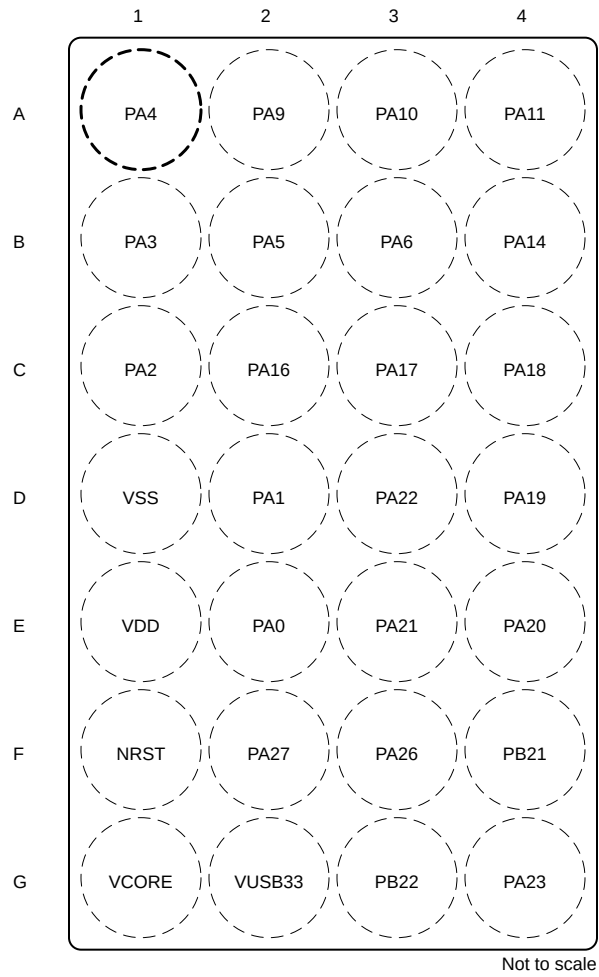 1 2 3 4
A PA4 PA9 PA10 PA11
B PA3 PA5 PA6 PA14
C PA2 PA16 PA17 PA18
D VSS PA1 PA22 PA19
E VDD PA0 PA21 PA20
F NRST PA27 PA26 PB21
G VCORE VUSB33 PB22 PA23
Not to scale